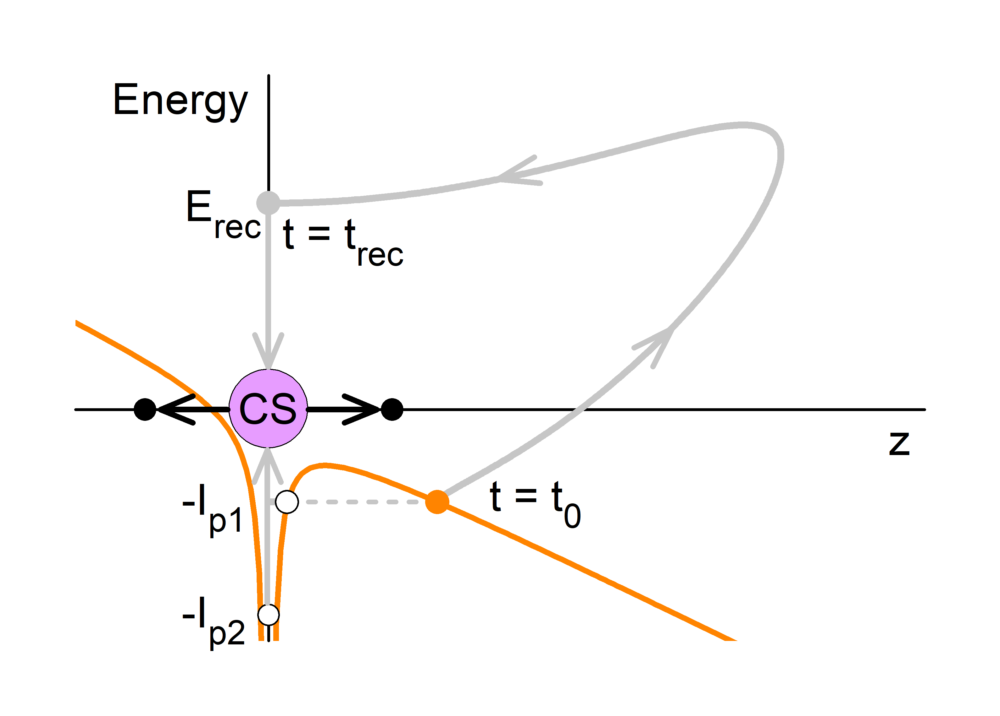 Energy
E_rec
t = t_rec
CS
z
-I_p1
t = t_0
-I_p2